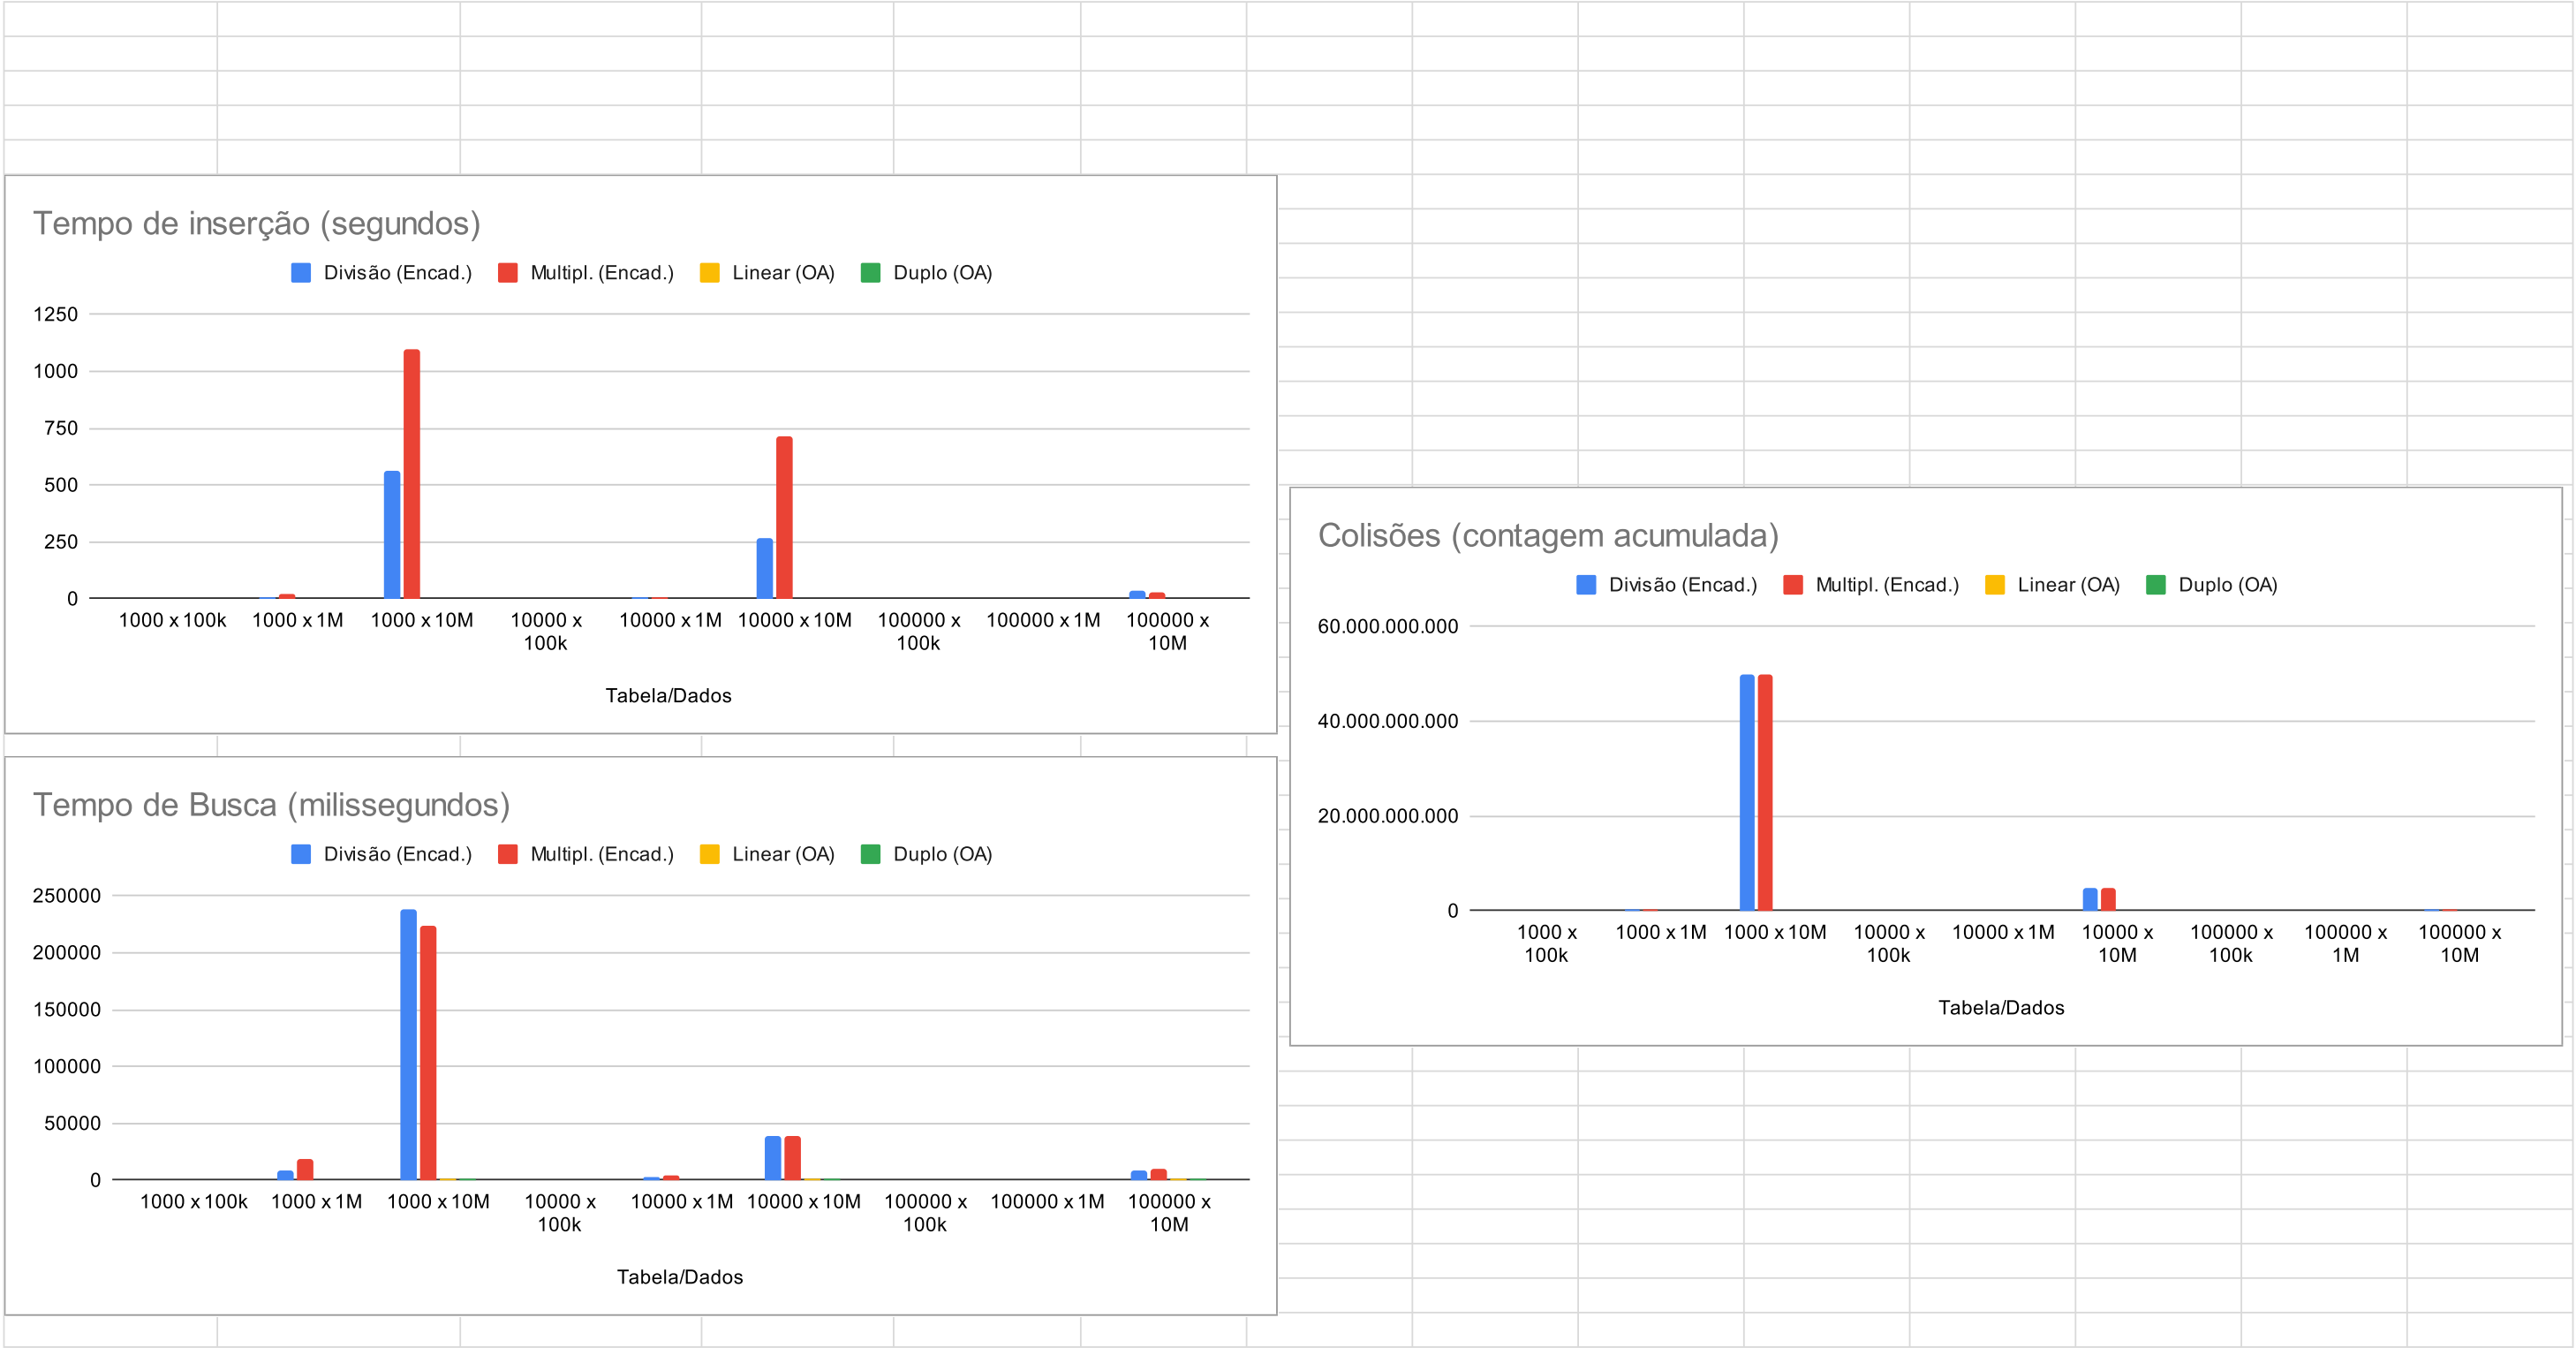 Tempo de inserção (segundos)
Divisão (Encad.) Multipl. (Encad.) Linear (OA) Duplo (OA)
1250
1000
750
500
250
0
1000 x 100k 1000 x 1M 1000 x 10M 10000 x 10000 x 1M 10000 x 10M 100000 x 100000 x 1M 100000 x
100k 100k 10M
Tabela/Dados
Tempo de Busca (milissegundos)
Divisão (Encad.) Multipl. (Encad.) Linear (OA) Duplo (OA)
250000
200000
150000
100000
50000
0
1000 x 100k 1000 x 1M 1000 x 10M 10000 x 10000 x 1M 10000 x 10M 100000 x 100000 x 1M 100000 x
100k 100k 10M
Tabela/Dados
Colisões (contagem acumulada)
Divisão (Encad.) Multipl. (Encad.) Linear (OA) Duplo (OA)
60.000.000.000
40.000.000.000
20.000.000.000
0
1000 x 1000 x 1M 1000 x 10M 10000 x 10000 x 1M 10000 x 100000 x 100000 x 100000 x
100k 100k 10M 100k 1M 10M
Tabela/Dados